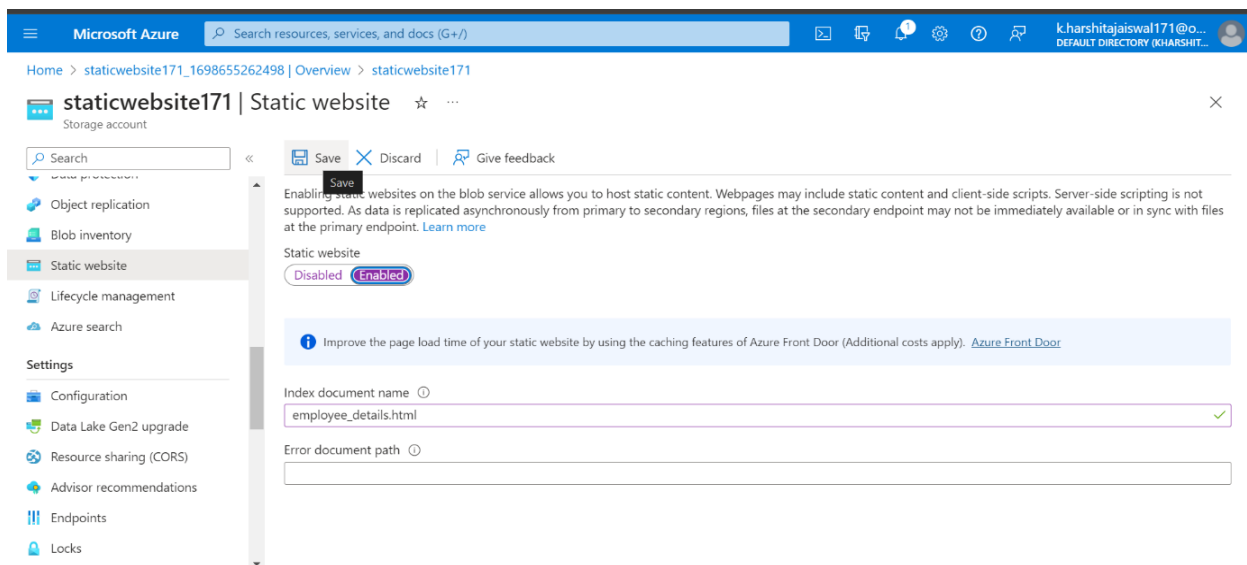 Microsoft Azure
Search resources, services, and docs (G+/)
1
k.harshitajaiswal171@o...
DEFAULT DIRECTORY (KHARSHIT...
Home > staticwebsite171_1698655262498 | Overview > staticwebsite171
staticwebsite171 | Static website
Storage account
Search
Save
Discard
Give feedback
Data protection
Object replication
Blob inventory
Static website
Lifecycle management
Azure search
Settings
Configuration
Data Lake Gen2 upgrade
Resource sharing (CORS)
Advisor recommendations
Endpoints
Locks
Save
Enabling static websites on the blob service allows you to host static content. Webpages may include static content and client-side scripts. Server-side scripting is not
supported. As data is replicated asynchronously from primary to secondary regions, files at the secondary endpoint may not be immediately available or in sync with files
at the primary endpoint. Learn more
Static website
Disabled Enabled
Improve the page load time of your static website by using the caching features of Azure Front Door (Additional costs apply). Azure Front Door
Index document name
employee_details.html
Error document path